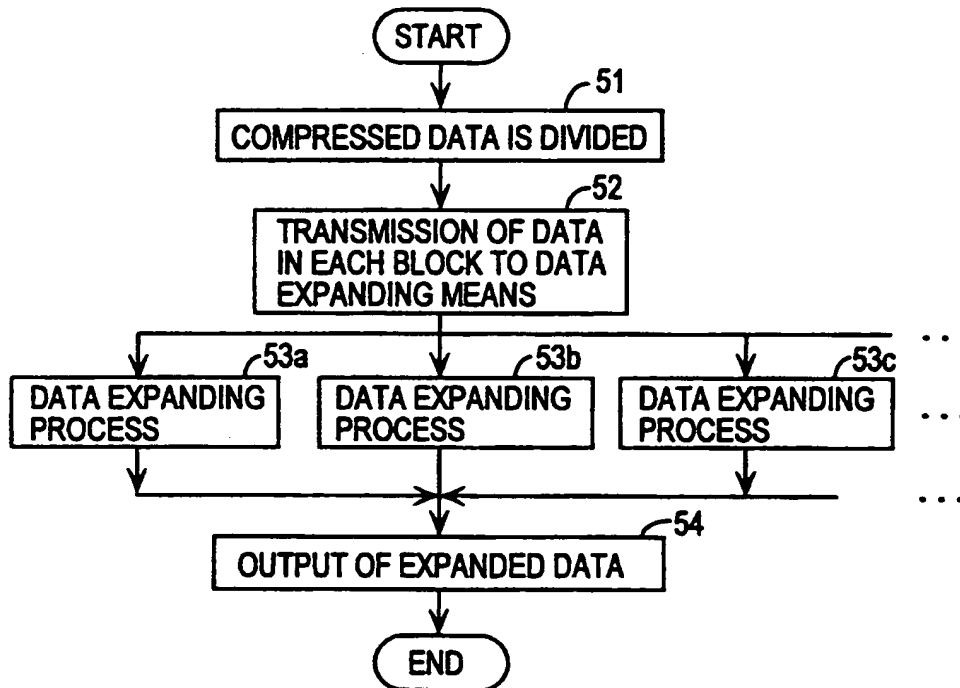 START
51
COMPRESSED DATA IS DIVIDED
52
TRANSMISSION OF DATA
IN EACH BLOCK TO DATA
EXPANDING MEANS
...
53a
DATA EXPANDING
PROCESS
53b
DATA EXPANDING
PROCESS
53c
DATA EXPANDING
PROCESS
...
...
54
OUTPUT OF EXPANDED DATA
END